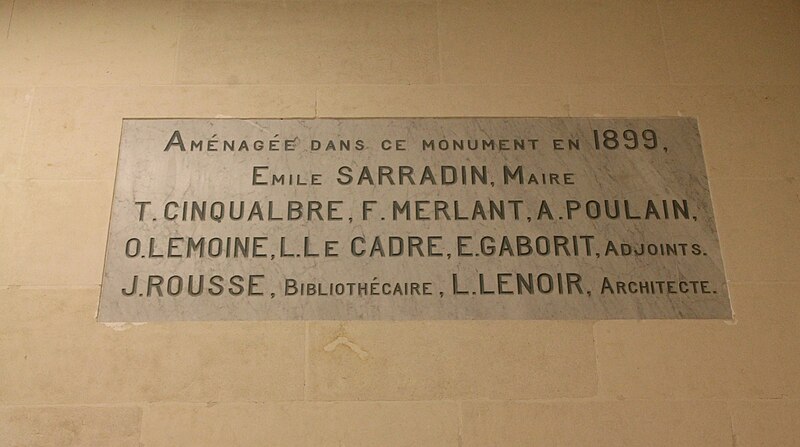 AMÉNAGÉE DANS CE MONUMENT EN 1899,
EMILE SARRADIN, MAIRE
T. CINQUALBRE, F. MERLANT, A. POULAIN,
O. LEMOINE, L. LE CADRE, E. GABORIT, ADJOINTS.
J. ROUSSE, BIBLIOTHÉCAIRE, L. LENOIR, ARCHITECTE.